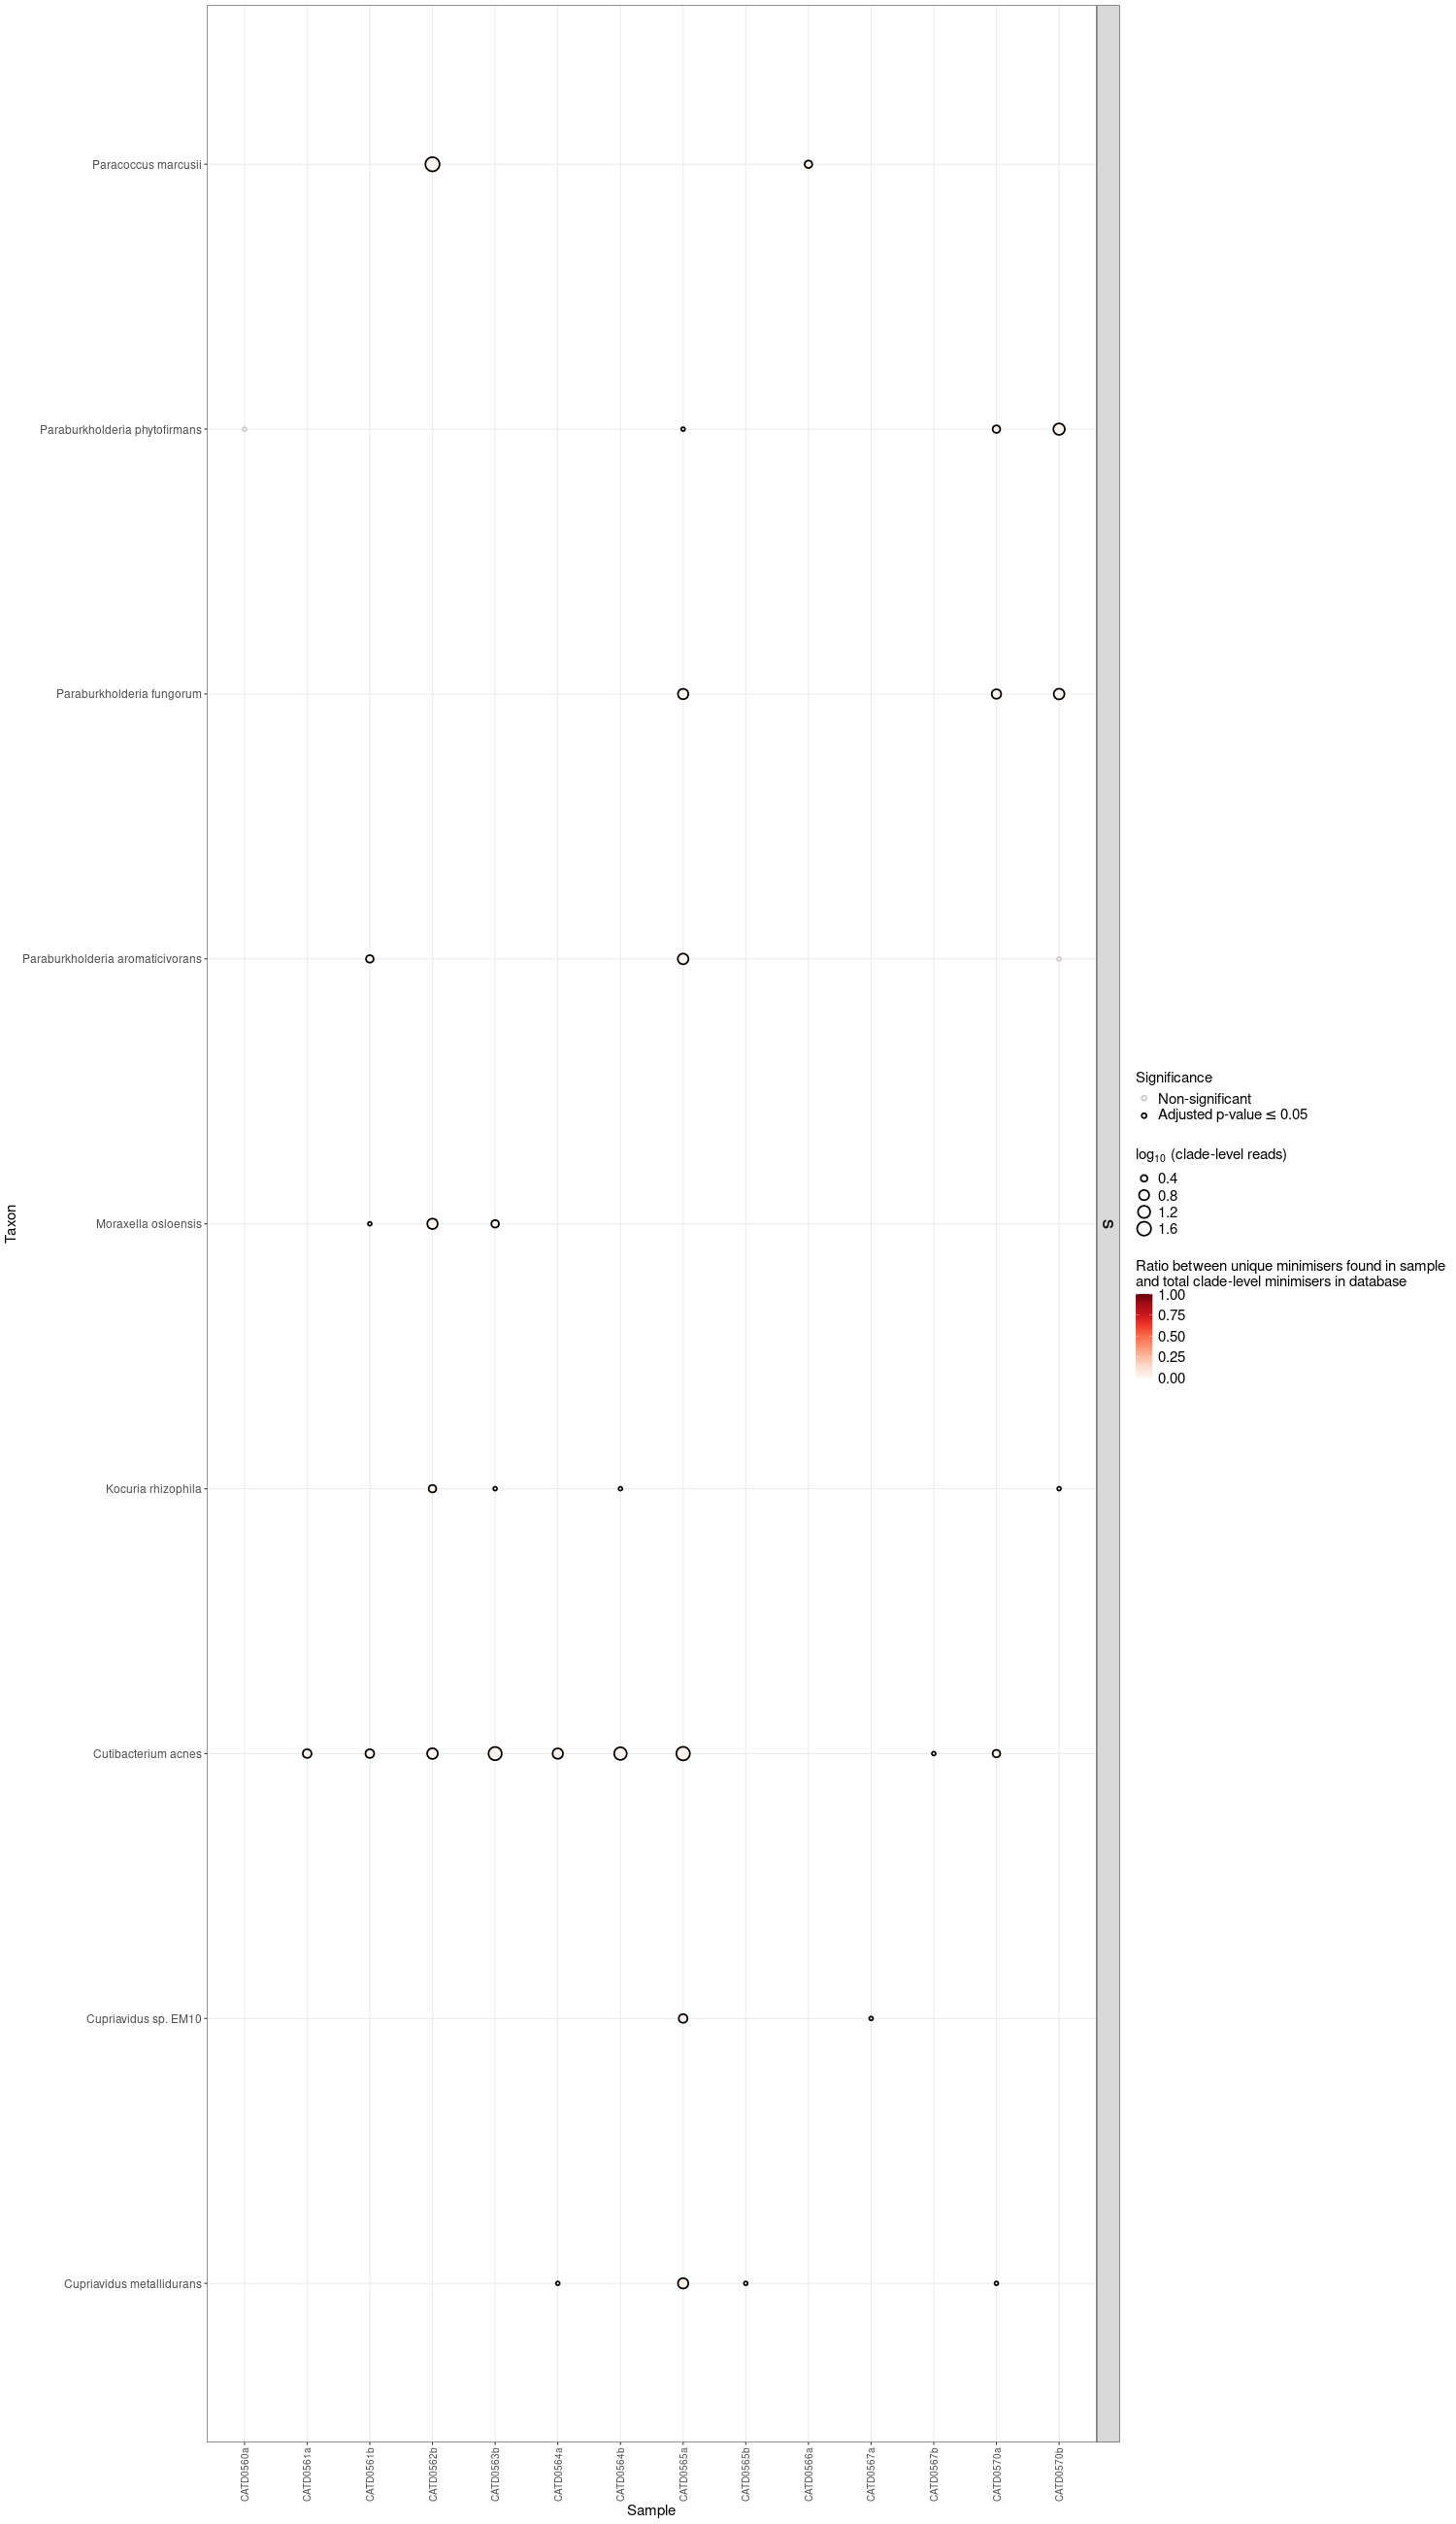 Paracoccus marcusii
Paraburkholderia phytofirmans
Paraburkholderia fungorum
Paraburkholderia aromaticivorans
Moraxella osloensis
Kocuria rhizophila
Cutibacterium acnes
Cupriavidus sp. EM10
Cupriavidus metallidurans
Taxon
S
CATD0560a
CATD0561a
CATD0561b
CATD0562b
CATD0563b
CATD0564a
CATD0564b
CATD0565a
CATD0565b
CATD0566a
CATD0567a
CATD0567b
CATD0570a
CATD0570b
Sample
Significance
Non-significant
Adjusted p-value ≤ 0.05
log₁₀ (clade-level reads)
0.4
0.8
1.2
1.6
Ratio between unique minimisers found in sample
and total clade-level minimisers in database
1.00
0.75
0.50
0.25
0.00